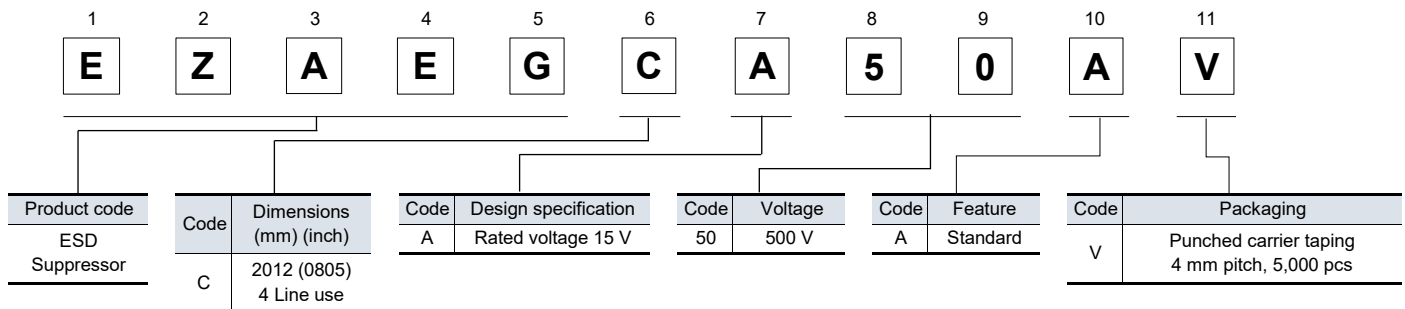 1 2 3 4 5 6 7 8 9 10 11
E Z A E G C A 5 0 A V
Product code
ESD
Suppressor
Code Dimensions
(mm) (inch)
C 2012 (0805)
4 Line use
Code Design specification
A Rated voltage 15 V
Code Voltage
50 500 V
Code Feature
A Standard
Code Packaging
V Punched carrier taping
4 mm pitch, 5,000 pcs